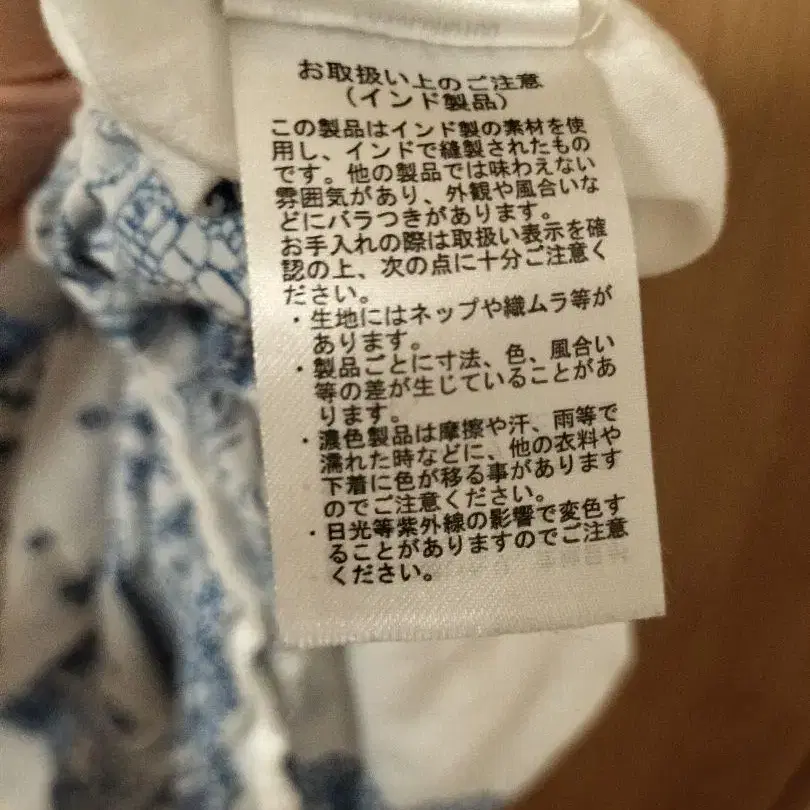 お取扱い上のご注意
（インド製品）
この製品はインド製の素材を使
用し、インドで縫製されたもの
です。他の製品では味わえない
雰囲気があり、外観や風合いな
どにバラつきがあります。
お手入れの際は取扱い表示を確
認の上、次の点に十分ご注意く
ださい。
・生地にはネップや織ムラ等が
あります。
・製品ごとに寸法、色、風合い
等の差が生じていることがあ
ります。
・濃色製品は摩擦や汗、雨等で
濡れた時などに、他の衣料や
下着に色が移る事があります
のでご注意ください。
・日光等紫外線の影響で変色す
ることがありますのでご注意
ください。